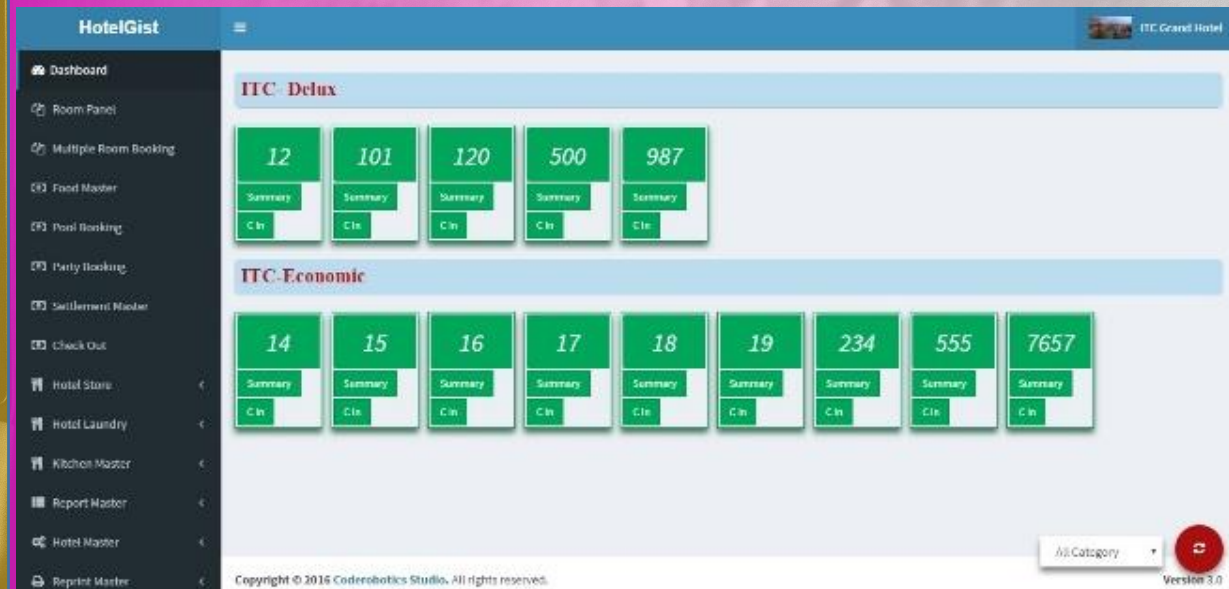 HotelGist
ITC Grand Hotel
Dashboard
Room Panel
Multiple Room Booking
Food Master
Pool Booking
Party Booking
Settlement Master
Check Out
Hotel Store
Hotel Laundry
Kitchen Master
Report Master
Hotel Master
Reprint Master
ITC- Delux
12 101 120 500 987
Summary Summary Summary Summary Summary
C In C In C In C In C In
ITC-Economic
14 15 16 17 18 19 234 555 7657
Summary Summary Summary Summary Summary Summary Summary Summary Summary
C In C In C In C In C In C In C In C In C In
All Category
Copyright © 2016 Coderobotics Studio. All rights reserved.
Version 3.0